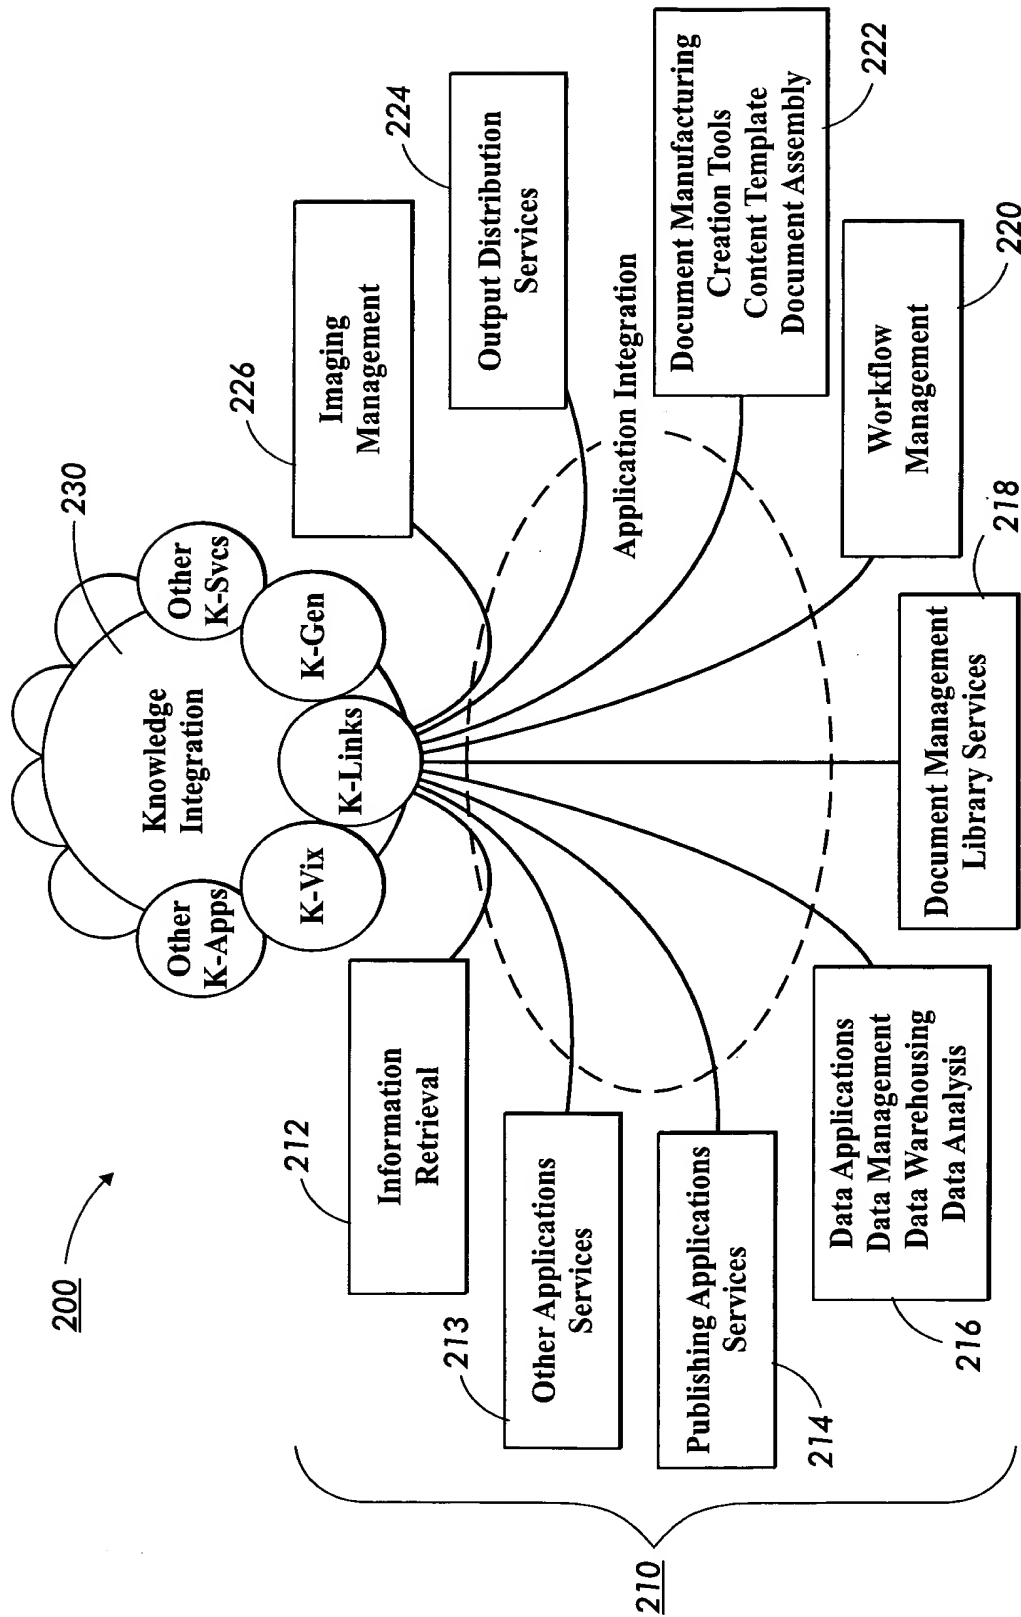 200
230
Knowledge
Integration
Other
K-Apps
K-Vix
K-Links
K-Gen
Other
K-Svcs
212
Information
Retrieval
213
Other Applications
Services
214
Publishing Applications
Services
216
Data Applications
Data Management
Data Warehousing
Data Analysis
218
Document Management
Library Services
220
Workflow
Management
222
Document Manufacturing
Creation Tools
Content Template
Document Assembly
224
Output Distribution
Services
226
Imaging
Management
Application Integration
210